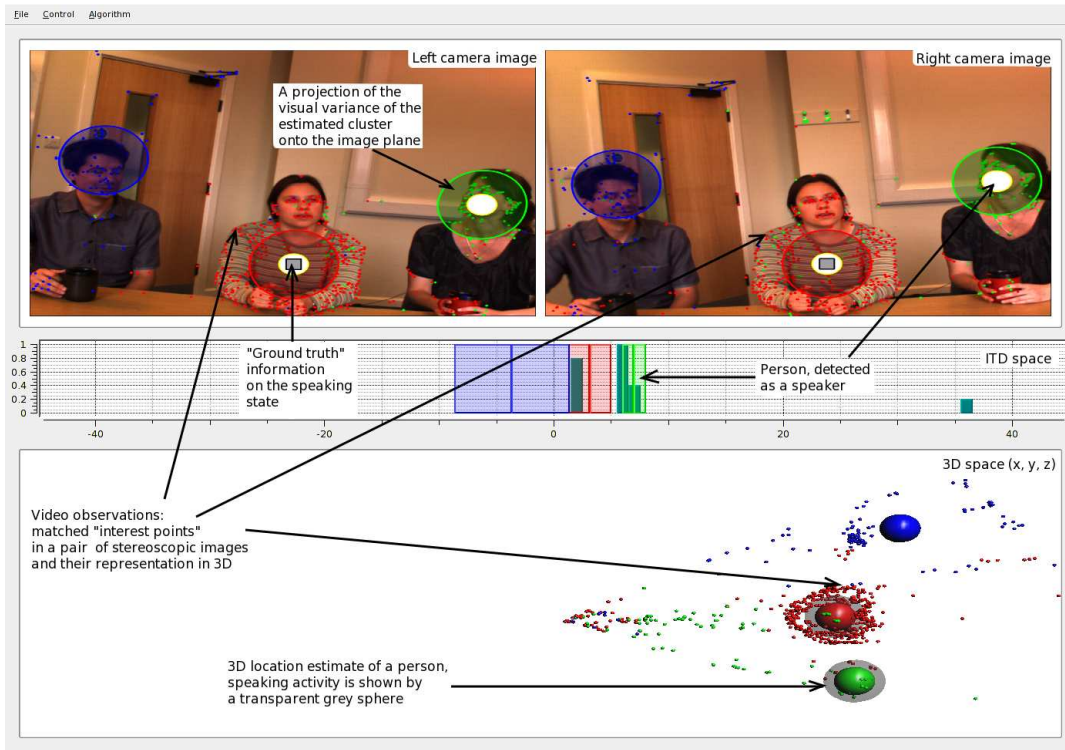 File Control Algorithm
Left camera image
Right camera image
A projection of the
visual variance of the
estimated cluster
onto the image plane
1
0.8
0.6
0.4
0.2
0
"Ground truth"
information
on the speaking
state
Person, detected
as a speaker
ITD space
-40 -20 0 20 40
3D space (x, y, z)
Video observations:
matched "interest points"
in a pair of stereoscopic images
and their representation in 3D
3D location estimate of a person,
speaking activity is shown by
a transparent grey sphere